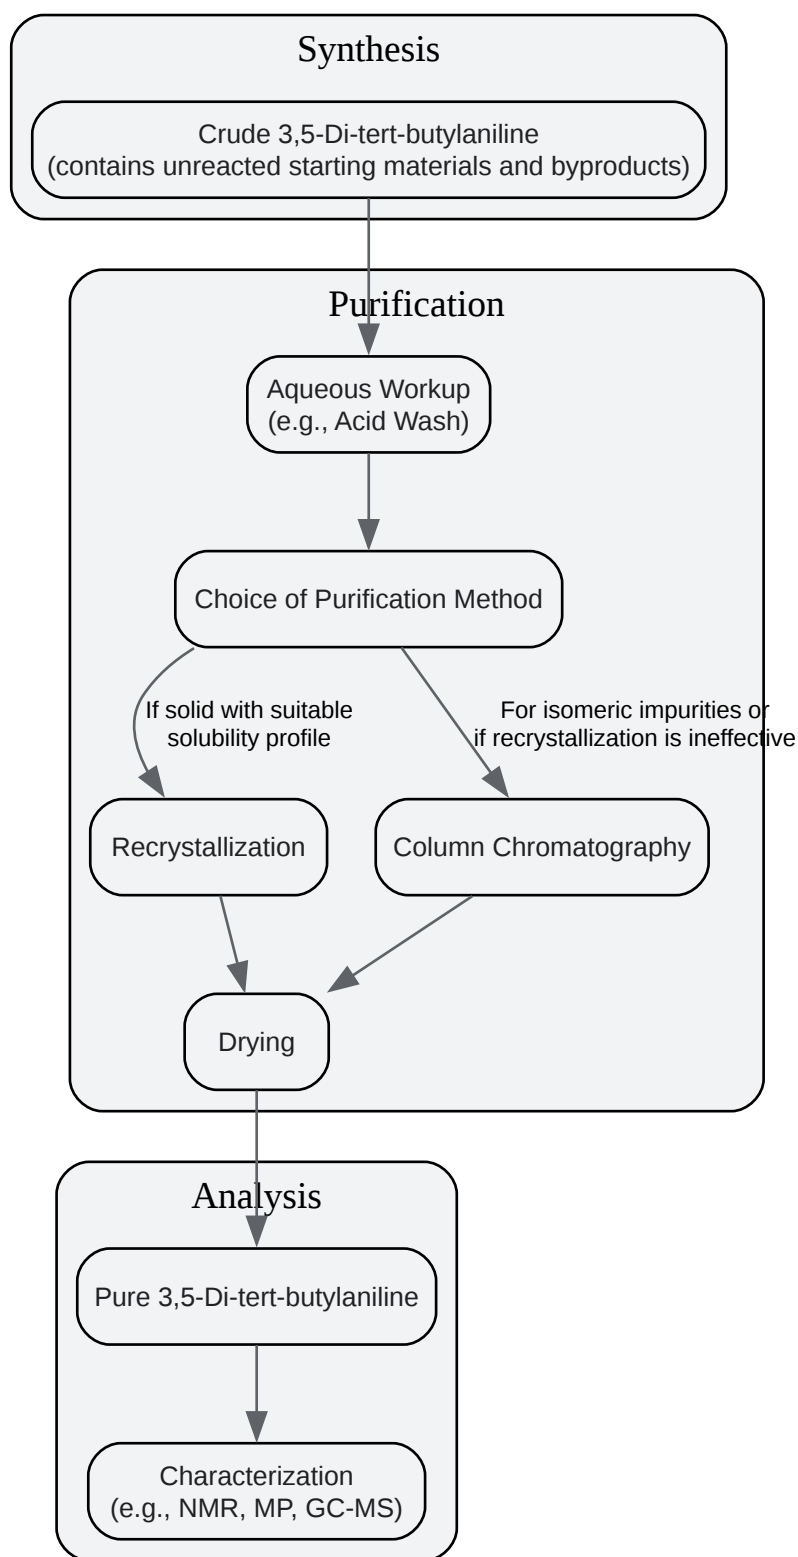 Synthesis
Crude 3,5-Di-tert-butylaniline
(contains unreacted starting materials and byproducts)
Purification
Aqueous Workup
(e.g., Acid Wash)
Choice of Purification Method
If solid with suitable
solubility profile
For isomeric impurities or
if recrystallization is ineffective
Recrystallization
Column Chromatography
Drying
Analysis
Pure 3,5-Di-tert-butylaniline
Characterization
(e.g., NMR, MP, GC-MS)